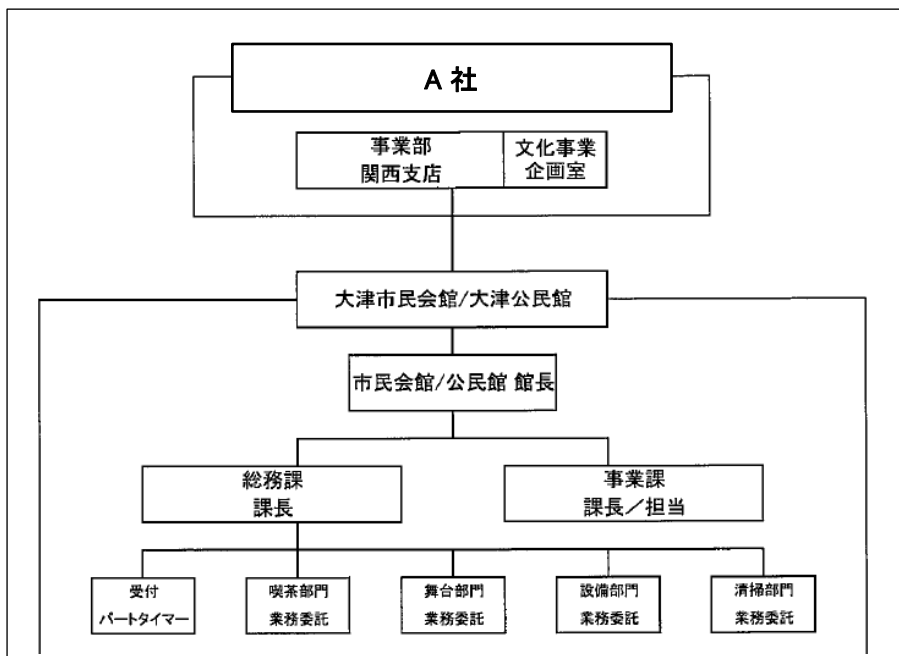 A 社
事業部
関西支店
文化事業
企画室
大津市民会館/大津公民館
市民会館/公民館 館長
総務課
課長
事業課
課長／担当
受付
パートタイマー
喫茶部門
業務委託
舞台部門
業務委託
設備部門
業務委託
清掃部門
業務委託